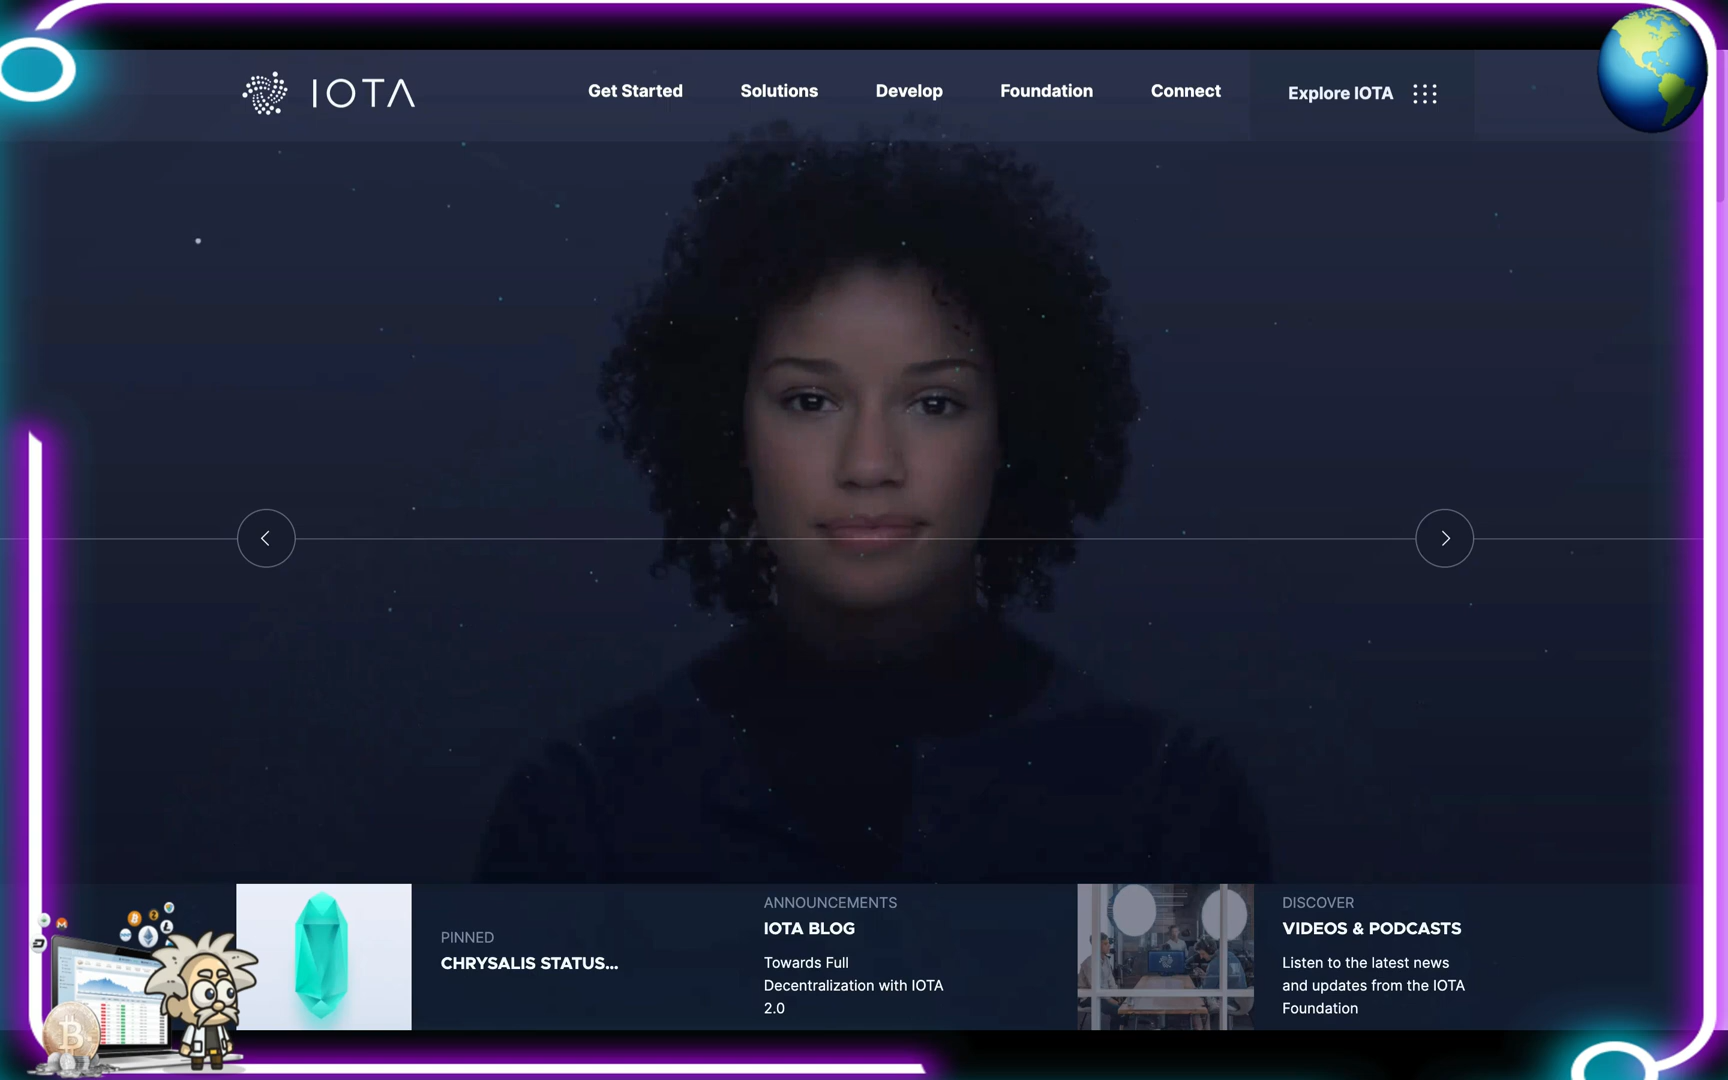 IOTA
Get Started
Solutions
Develop
Foundation
Connect
Explore IOTA
PINNED
CHRYSALIS STATUS...
ANNOUNCEMENTS
IOTA BLOG
Towards Full
Decentralization with IOTA
2.0
DISCOVER
VIDEOS & PODCASTS
Listen to the latest news
and updates from the IOTA
Foundation